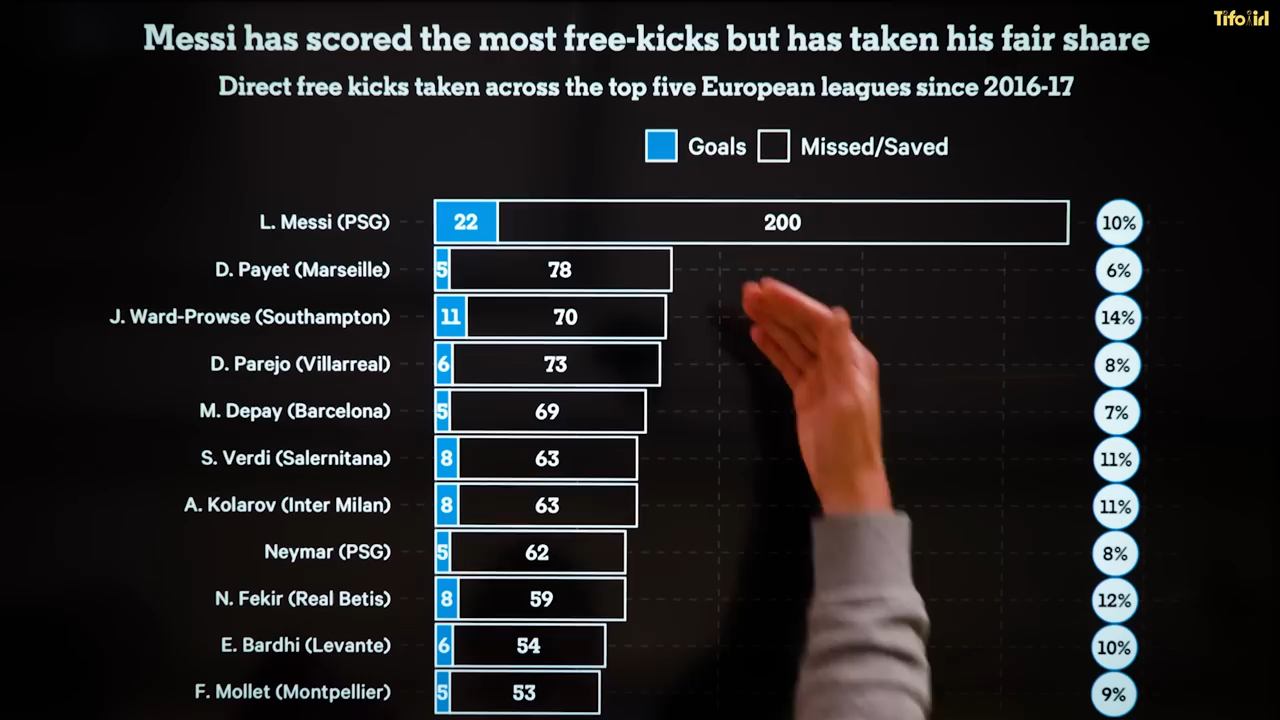 Tifo irl
Messi has scored the most free-kicks but has taken his fair share
Direct free kicks taken across the top five European leagues since 2016-17
Goals Missed/Saved
L. Messi (PSG) 22 200 10%
D. Payet (Marseille) 5 78 6%
J. Ward-Prowse (Southampton) 11 70 14%
D. Parejo (Villarreal) 6 73 8%
M. Depay (Barcelona) 5 69 7%
S. Verdi (Salernitana) 8 63 11%
A. Kolarov (Inter Milan) 8 63 11%
Neymar (PSG) 5 62 8%
N. Fekir (Real Betis) 8 59 12%
E. Bardhi (Levante) 6 54 10%
F. Mollet (Montpellier) 5 53 9%